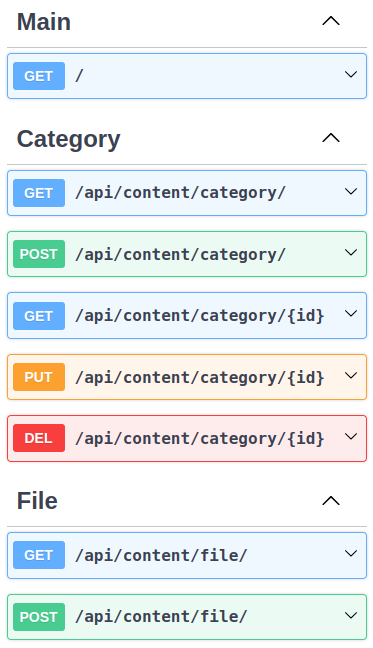 Main
GET /
Category
GET /api/content/category/
POST /api/content/category/
GET /api/content/category/{id}
PUT /api/content/category/{id}
DEL /api/content/category/{id}
File
GET /api/content/file/
POST /api/content/file/